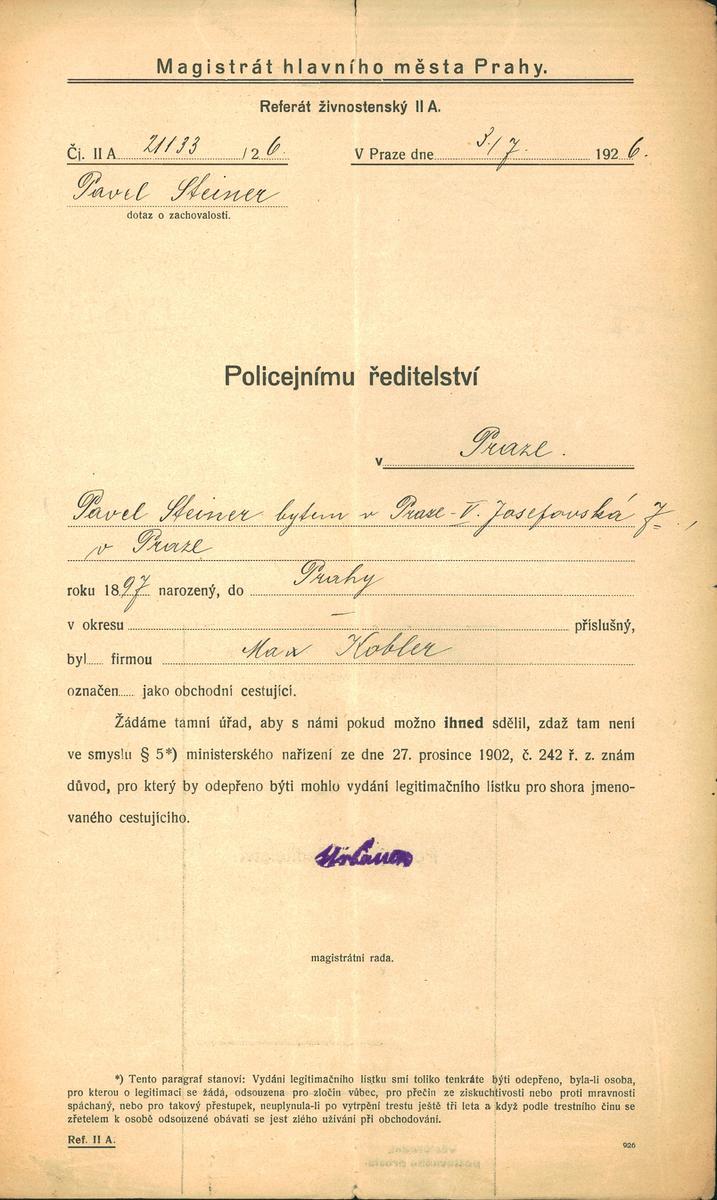 Magistrát hlavního města Prahy.
Referát živnostenský II A.
Čj. II A 21133 /26.
V Praze dne 5/7. 1926.
Pavel Steiner
dotaz o zachovalosti.
Policejnímu ředitelství
v Praze.
Pavel Steiner bytem v Praze-V. Josefovská 7,
v Praze
roku 1897 narozený, do Prahy
v okresu — příslušný,
byl firmou Max Kobler
označen jako obchodní cestující.
Žádáme tamní úřad, aby s námi pokud možno ihned sdělil, zdaž tam není
ve smyslu § 5*) ministerského nařízení ze dne 27. prosince 1902, č. 242 ř. z. znám
důvod, pro který by odepřeno býti mohlo vydání legitimačního lístku pro shora jmeno-
vaného cestujícího.
magistrátní rada.
*) Tento paragraf stanoví: Vydání legitimačního lístku smí toliko tenkráte býti odepřeno, byla-li osoba,
pro kterou o legitimaci se žádá, odsouzena pro zločin vůbec, pro přečin ze ziskuchtivosti nebo proti mravnosti
spáchaný, nebo pro takový přestupek, neuplynula-li po vytrpění trestu ještě tři leta a když podle trestního činu se
zřetelem k osobě odsouzené obávati se jest zlého užívání při obchodování.
Ref. II A.
926